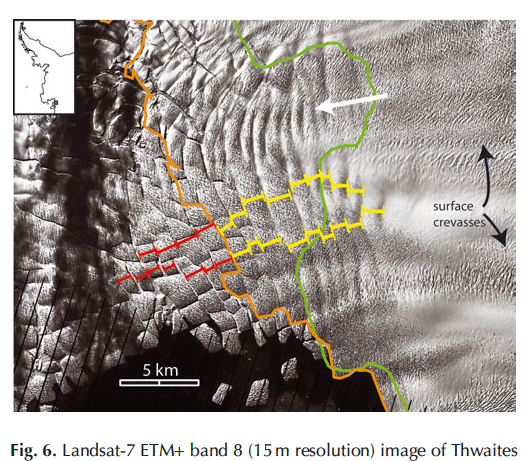 surface
crevasses
5 km
Fig. 6. Landsat-7 ETM+ band 8 (15 m resolution) image of Thwaites